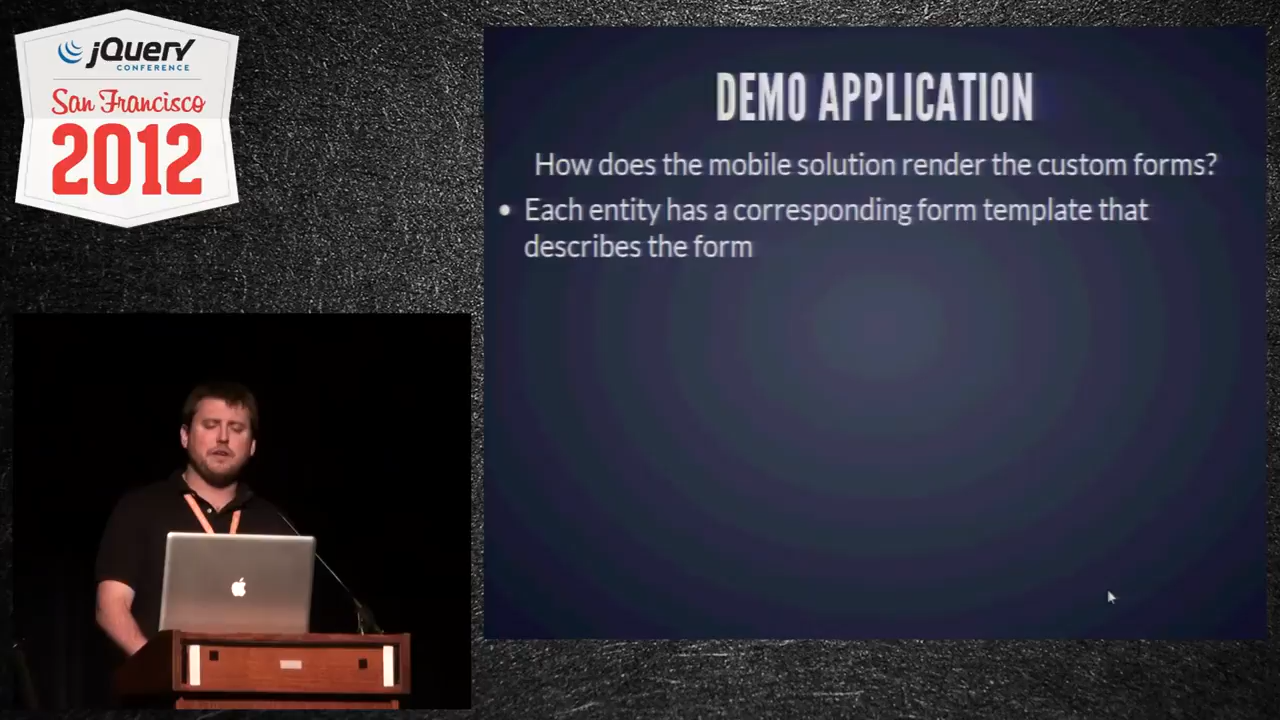 jQuery
CONFERENCE
San Francisco
2012
DEMO APPLICATION
How does the mobile solution render the custom forms?
• Each entity has a corresponding form template that
describes the form